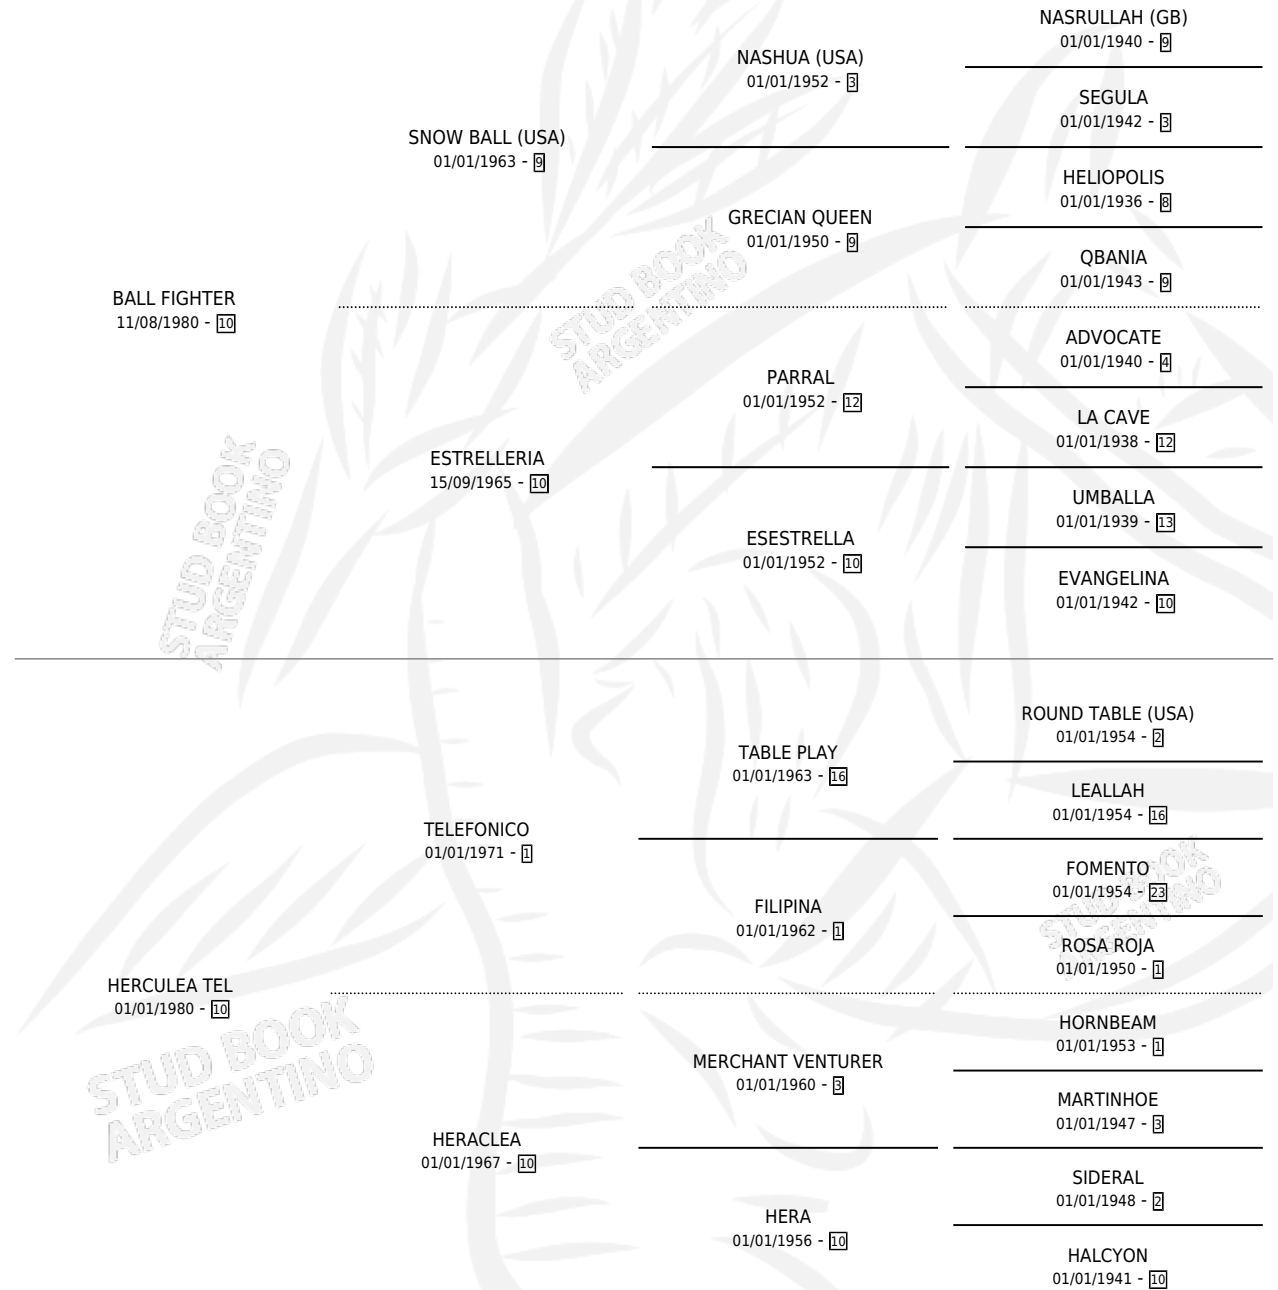 NASRULLAH (GB)
01/01/1940 - 9
NASHUA (USA)
01/01/1952 - 3
SEGULA
01/01/1942 - 3
SNOW BALL (USA)
01/01/1963 - 9
HELIOPOLIS
01/01/1936 - 8
GRECIAN QUEEN
01/01/1950 - 9
QBANIA
01/01/1943 - 9
BALL FIGHTER
11/08/1980 - 10
STUD BOOK
ARGENTINO
ADVOCATE
01/01/1940 - 4
PARRAL
01/01/1952 - 12
LA CAVE
01/01/1938 - 12
ESTRELLERIA
15/09/1965 - 10
UMBALLA
01/01/1939 - 13
ESESTRELLA
01/01/1952 - 10
EVANGELINA
01/01/1942 - 10
STUD BOOK
ARGENTINO
ROUND TABLE (USA)
01/01/1954 - 2
TABLE PLAY
01/01/1963 - 16
LEALLAH
01/01/1954 - 16
TELEFONICO
01/01/1971 - 1
FOMENTO
01/01/1954 - 23
FILIPINA
01/01/1962 - 1
STUD BOOK
ARGENTINO
ROSA ROJA
01/01/1950 - 1
HERCULEA TEL
01/01/1980 - 10
HORNBEAM
01/01/1953 - 1
MERCHANT VENTURER
01/01/1960 - 3
STUD BOOK
ARGENTINO
MARTINHOE
01/01/1947 - 3
HERACLEA
01/01/1967 - 10
SIDERAL
01/01/1948 - 2
HERA
01/01/1956 - 10
HALCYON
01/01/1941 - 10